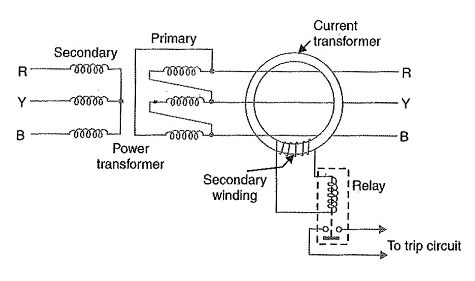 Current
transformer
Primary
Secondary
R
R
Y
Y
B
B
Power
transformer
Secondary
winding
Relay
To trip circuit